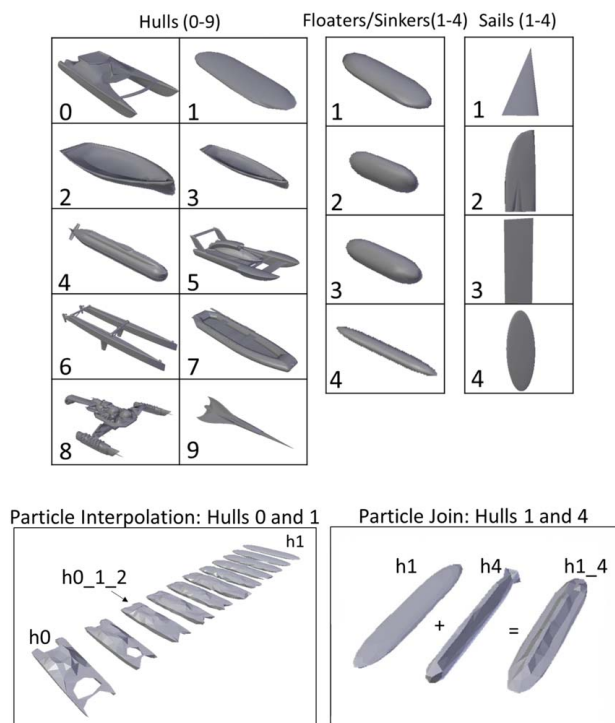 Hulls (0-9)
Floaters/Sinkers(1-4)
Sails (1-4)
0
1
2
3
4
5
6
7
8
9
1
2
3
4
1
2
3
4
Particle Interpolation: Hulls 0 and 1
h1
h0_1_2
h0
Particle Join: Hulls 1 and 4
h1
h4
h1_4
+
=